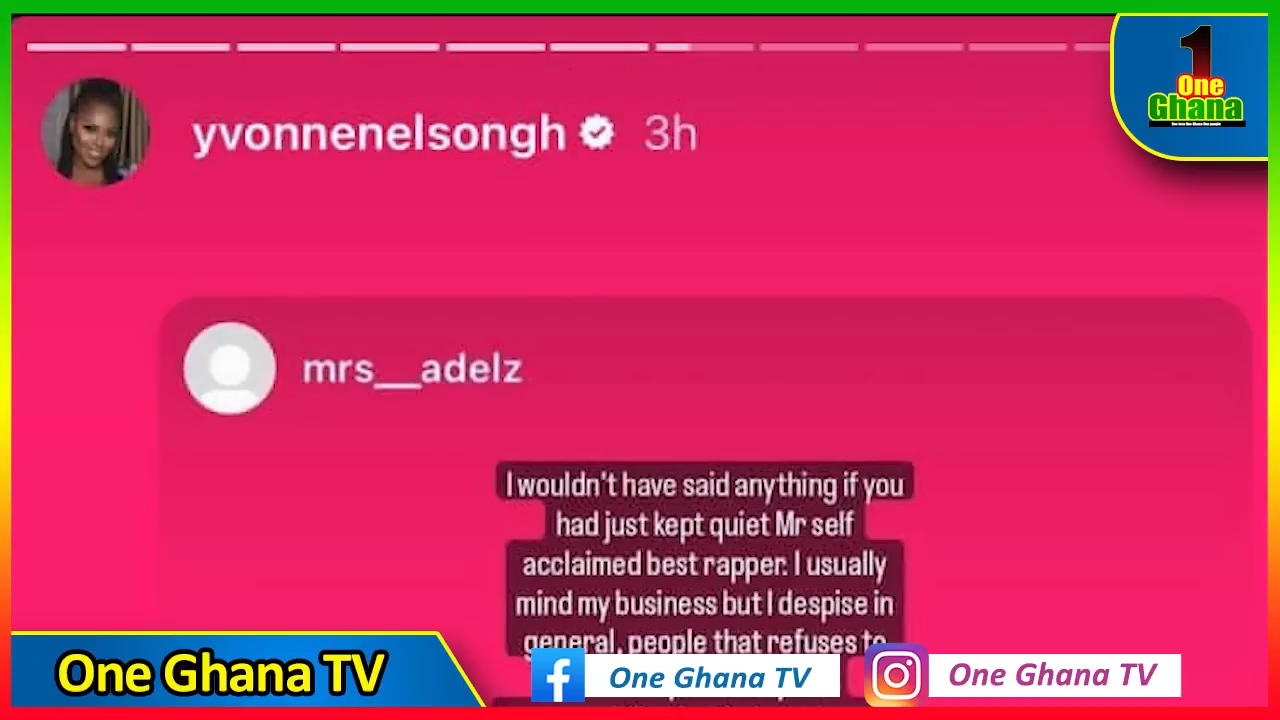 1
One
Ghana
yvonnenelsongh 3h
mrs__adelz
I wouldn't have said anything if you
had just kept quiet Mr self
acclaimed best rapper. I usually
mind my business but I despise in
general, people that refuses to
One Ghana TV
One Ghana TV
One Ghana TV